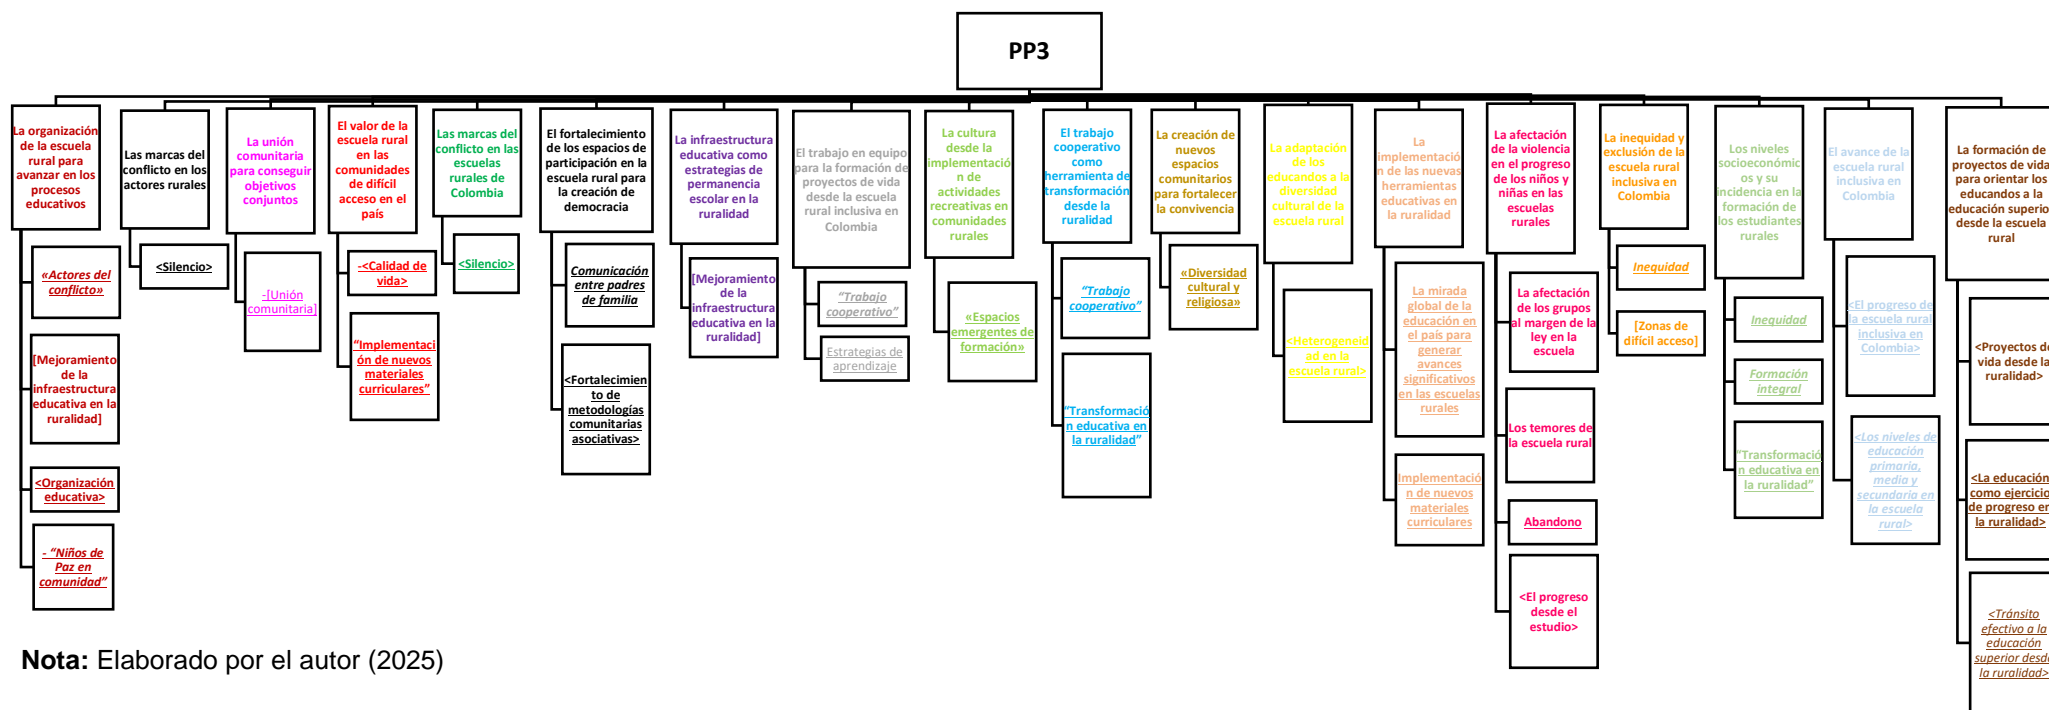 PP3
La organización
de la escuela
rural para
avanzar en los
procesos
educativos
«Actores del
conflicto»
[Mejoramiento
de la
infraestructura
educativa en la
ruralidad]
<Organización
educativa>
- “Niños de
Paz en
comunidad”
Las marcas del
conflicto en los
actores rurales
<Silencio>
La unión
comunitaria
para conseguir
objetivos
conjuntos
-[Unión
comunitaria]
El valor de la
escuela rural
en las
comunidades
de difícil
acceso en el
país
-<Calidad de
vida>
“Implementaci
ón de nuevos
materiales
curriculares”
Las marcas del
conflicto en las
escuelas
rurales de
Colombia
<Silencio>
El fortalecimiento
de los espacios de
participación en la
escuela rural para
la creación de
democracia
Comunicación
entre padres
de familia
<Fortalecimien
to de
metodologías
comunitarias
asociativas>
La infraestructura
educativa como
estrategias de
permanencia
escolar en la
ruralidad
[Mejoramiento
de la
infraestructura
educativa en la
ruralidad]
El trabajo en equipo
para la formación de
proyectos de vida
desde la escuela
rural inclusiva en
Colombia
“Trabajo
cooperativo”
Estrategias de
aprendizaje
La cultura
desde la
implementació
n de
actividades
recreativas en
comunidades
rurales
«Espacios
emergentes de
formación»
El trabajo
cooperativo
como
herramienta de
transformación
desde la
ruralidad
“Trabajo
cooperativo”
“Transformació
n educativa en
la ruralidad”
La creación de
nuevos
espacios
comunitarios
para fortalecer
la convivencia
«Diversidad
cultural y
religiosa»
La adaptación
de los
educandos a la
diversidad
cultural de la
escuela rural
<Heterogeneid
ad en la
escuela rural>
La
implementació
n de las nuevas
herramientas
educativas en
la ruralidad
La mirada
global de la
educación en
el país para
generar
avances
significativos
en las escuelas
rurales
Implementació
n de nuevos
materiales
curriculares
La afectación
de la violencia
en el progreso
de los niños y
niñas en las
escuelas
rurales
La afectación
de los grupos
al margen de la
ley en la
escuela
Los temores de
la escuela rural
Abandono
<El progreso
desde el
estudio>
La inequidad y
exclusión de la
escuela rural
inclusiva en
Colombia
Inequidad
[Zonas de
difícil acceso]
Los niveles
socioeconómic
os y su
incidencia en la
formación de
los estudiantes
rurales
Inequidad
Formación
integral
“Transformació
n educativa en
la ruralidad”
El avance de la
escuela rural
inclusiva en
Colombia
<El progreso de
la escuela rural
inclusiva en
Colombia>
<Los niveles de
educación
primaria,
media y
secundaria en
la escuela
rural>
La formación de
proyectos de vida
para orientar los
educandos a la
educación superio
desde la escuela
rural
<Proyectos de
vida desde la
ruralidad>
<La educación
como ejercicio
de progreso en
la ruralidad>
<Tránsito
efectivo a la
educación
superior desde
la ruralidad>
Nota: Elaborado por el autor (2025)